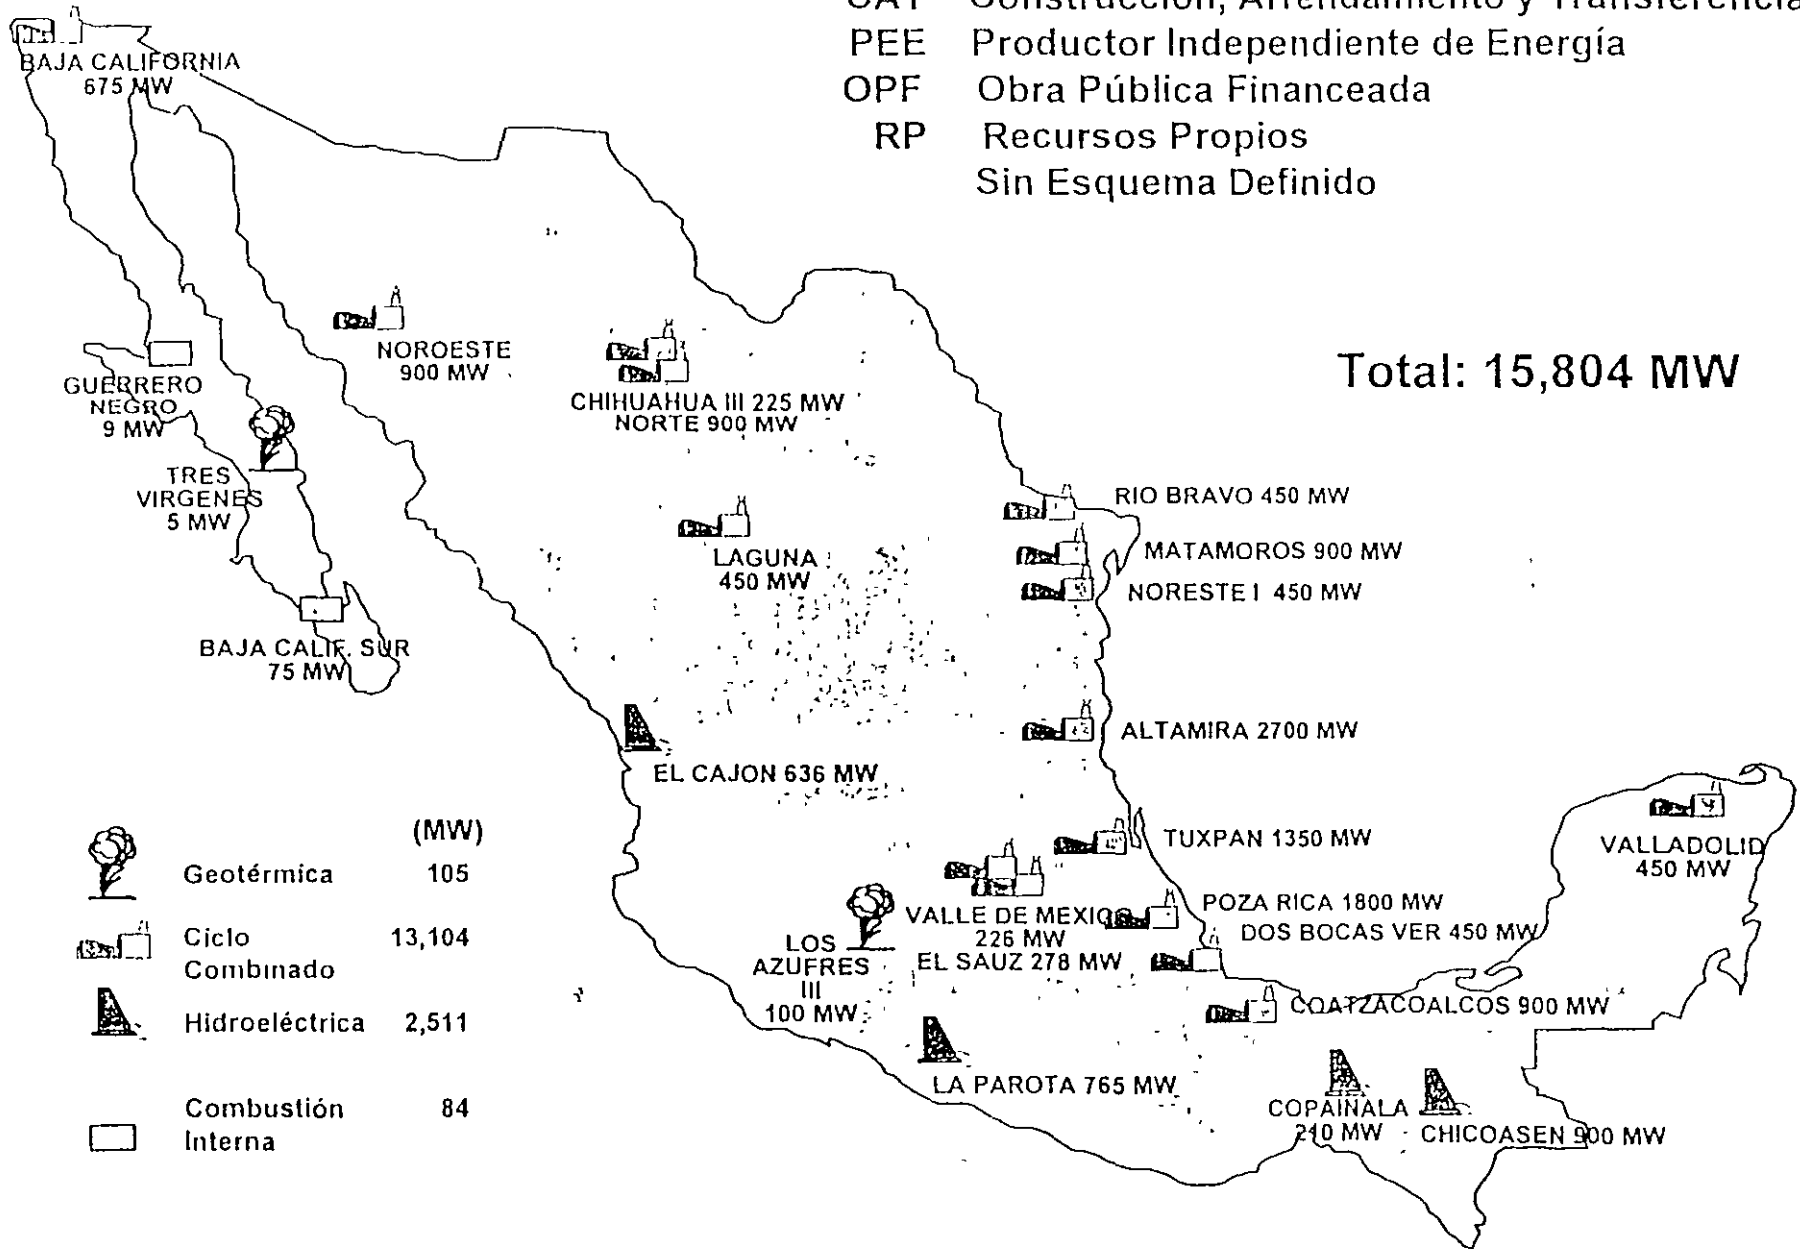 Construcción, Arrendamiento y Transferencia
PEE Productor Independiente de Energía
OPF Obra Pública Financeada
RP Recursos Propios
Sin Esquema Definido
BAJA CALIFORNIA
675 MW
NOROESTE
900 MW
CHIHUAHUA III 225 MW
NORTE 900 MW
Total: 15,804 MW
GUERRERO
NEGRO
9 MW
TRES
VIRGENES
5 MW
LAGUNA
450 MW
RIO BRAVO 450 MW
MATAMOROS 900 MW
NORESTE I 450 MW
BAJA CALIF. SUR
75 MW
ALTAMIRA 2700 MW
EL CAJON 636 MW
TUXPAN 1350 MW
VALLADOLID
450 MW
VALLE DE MEXICO
226 MW
EL SAUZ 278 MW
POZA RICA 1800 MW
DOS BOCAS VER 450 MW
LOS
AZUFRES
III
100 MW
COATZACOALCOS 900 MW
LA PAROTA 765 MW
COPAINALA
210 MW
CHICOASEN 900 MW
(MW)
Geotérmica 105
Ciclo 13,104
Combinado
Hidroeléctrica 2,511
Combustión 84
Interna